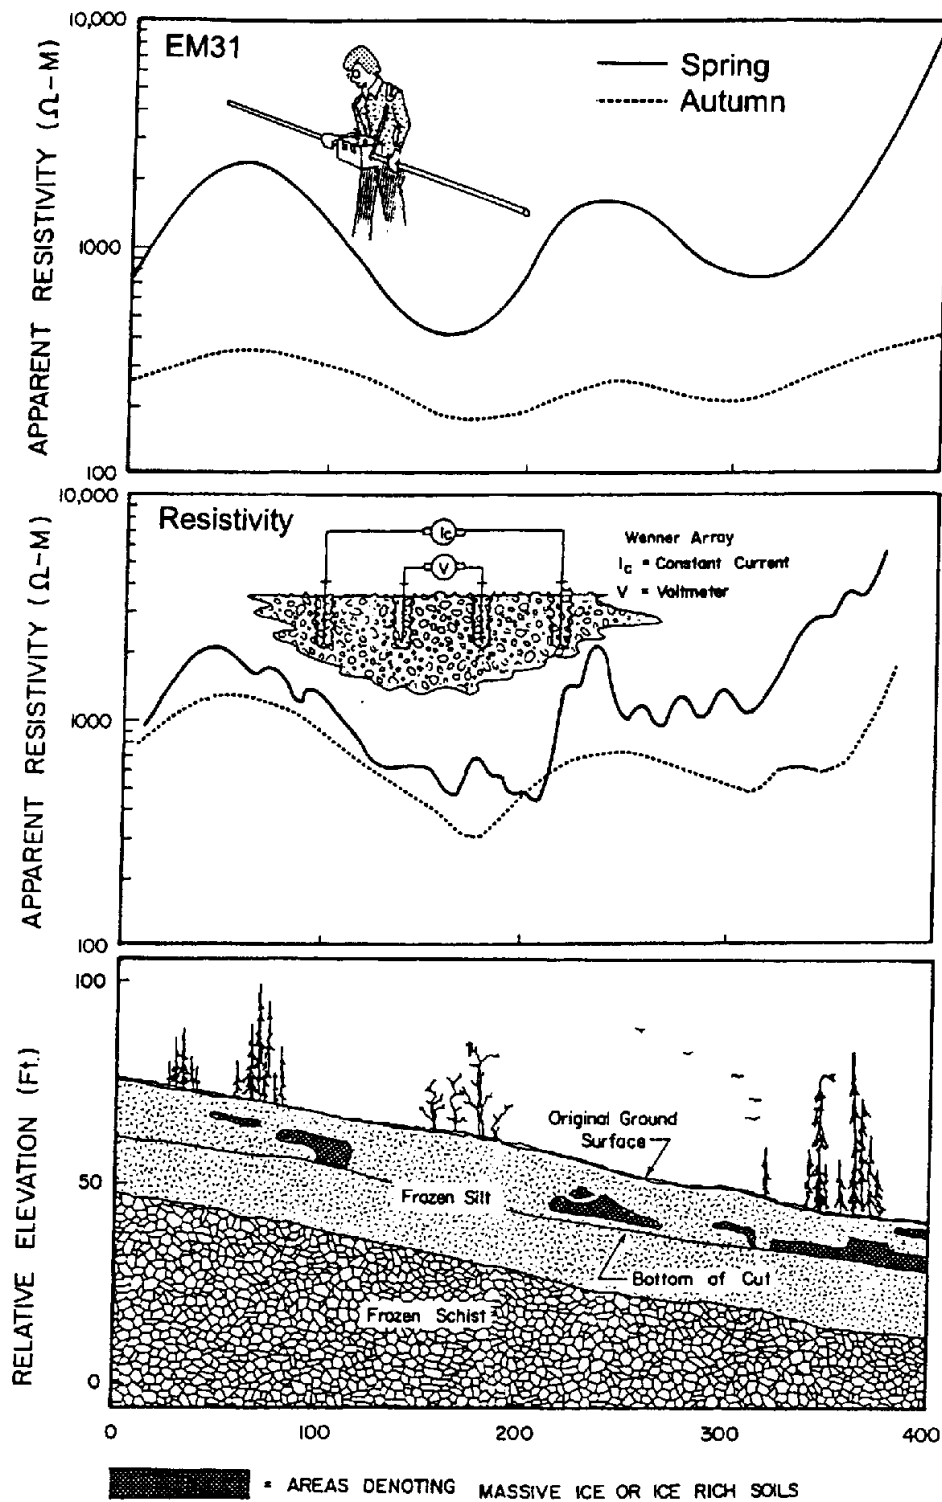 10,000
EM31
Spring
Autumn
APPARENT RESISTIVITY (Ω-M)
1000
100
10,000
Resistivity
Ic
V
Wenner Array
Ic = Constant Current
V = Voltmeter
APPARENT RESISTIVITY (Ω-M)
1000
100
100
RELATIVE ELEVATION (Ft.)
Original Ground
Surface
50
Frozen Silt
Bottom of Cut
Frozen Schist
0
0 100 200 300 400
= AREAS DENOTING MASSIVE ICE OR ICE RICH SOILS